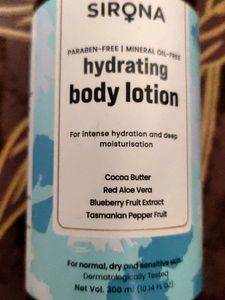 SIRONA
PARABEN-FREE | MINERAL OIL-FREE
hydrating
body lotion
For intense hydration and deep
moisturisation
Cocoa Butter
Red Aloe Vera
Blueberry Fruit Extract
Tasmanian Pepper Fruit
For normal, dry and sensitive skin.
Dermatologically Tested
Net Vol. 300 ml (10.14 Fl Oz)